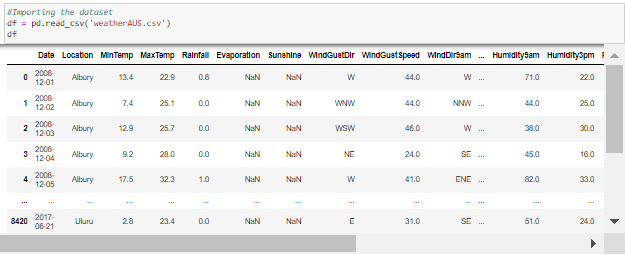 #Importing the dataset
df = pd.read_csv('weatherAUS.csv')
df
Date Location MinTemp MaxTemp Rainfall Evaporation Sunshine WindGustDir WindGustSpeed WindDir9am ... Humidity9am Humidity3pm
0 2008-12-01 Albury 13.4 22.9 0.6 NaN NaN W 44.0 W ... 71.0 22.0
1 2008-12-02 Albury 7.4 25.1 0.0 NaN NaN WNW 44.0 NNW ... 44.0 25.0
2 2008-12-03 Albury 12.9 25.7 0.0 NaN NaN WSW 46.0 W ... 38.0 30.0
3 2008-12-04 Albury 9.2 28.0 0.0 NaN NaN NE 24.0 SE ... 45.0 16.0
4 2008-12-05 Albury 17.5 32.3 1.0 NaN NaN W 41.0 ENE ... 82.0 33.0
... ... ... ... ... ... ... ... ... ... ... ... ... ...
8420 2017-06-21 Uluru 2.8 23.4 0.0 NaN NaN E 31.0 SE ... 51.0 24.0